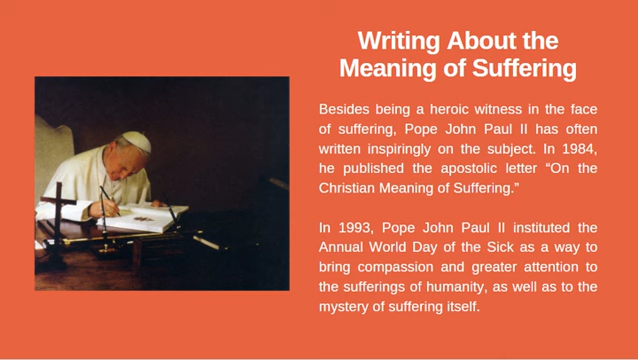 Writing About the
Meaning of Suffering
Besides being a heroic witness in the face
of suffering, Pope John Paul II has often
written inspiringly on the subject. In 1984,
he published the apostolic letter “On the
Christian Meaning of Suffering.”
In 1993, Pope John Paul II instituted the
Annual World Day of the Sick as a way to
bring compassion and greater attention to
the sufferings of humanity, as well as to the
mystery of suffering itself.